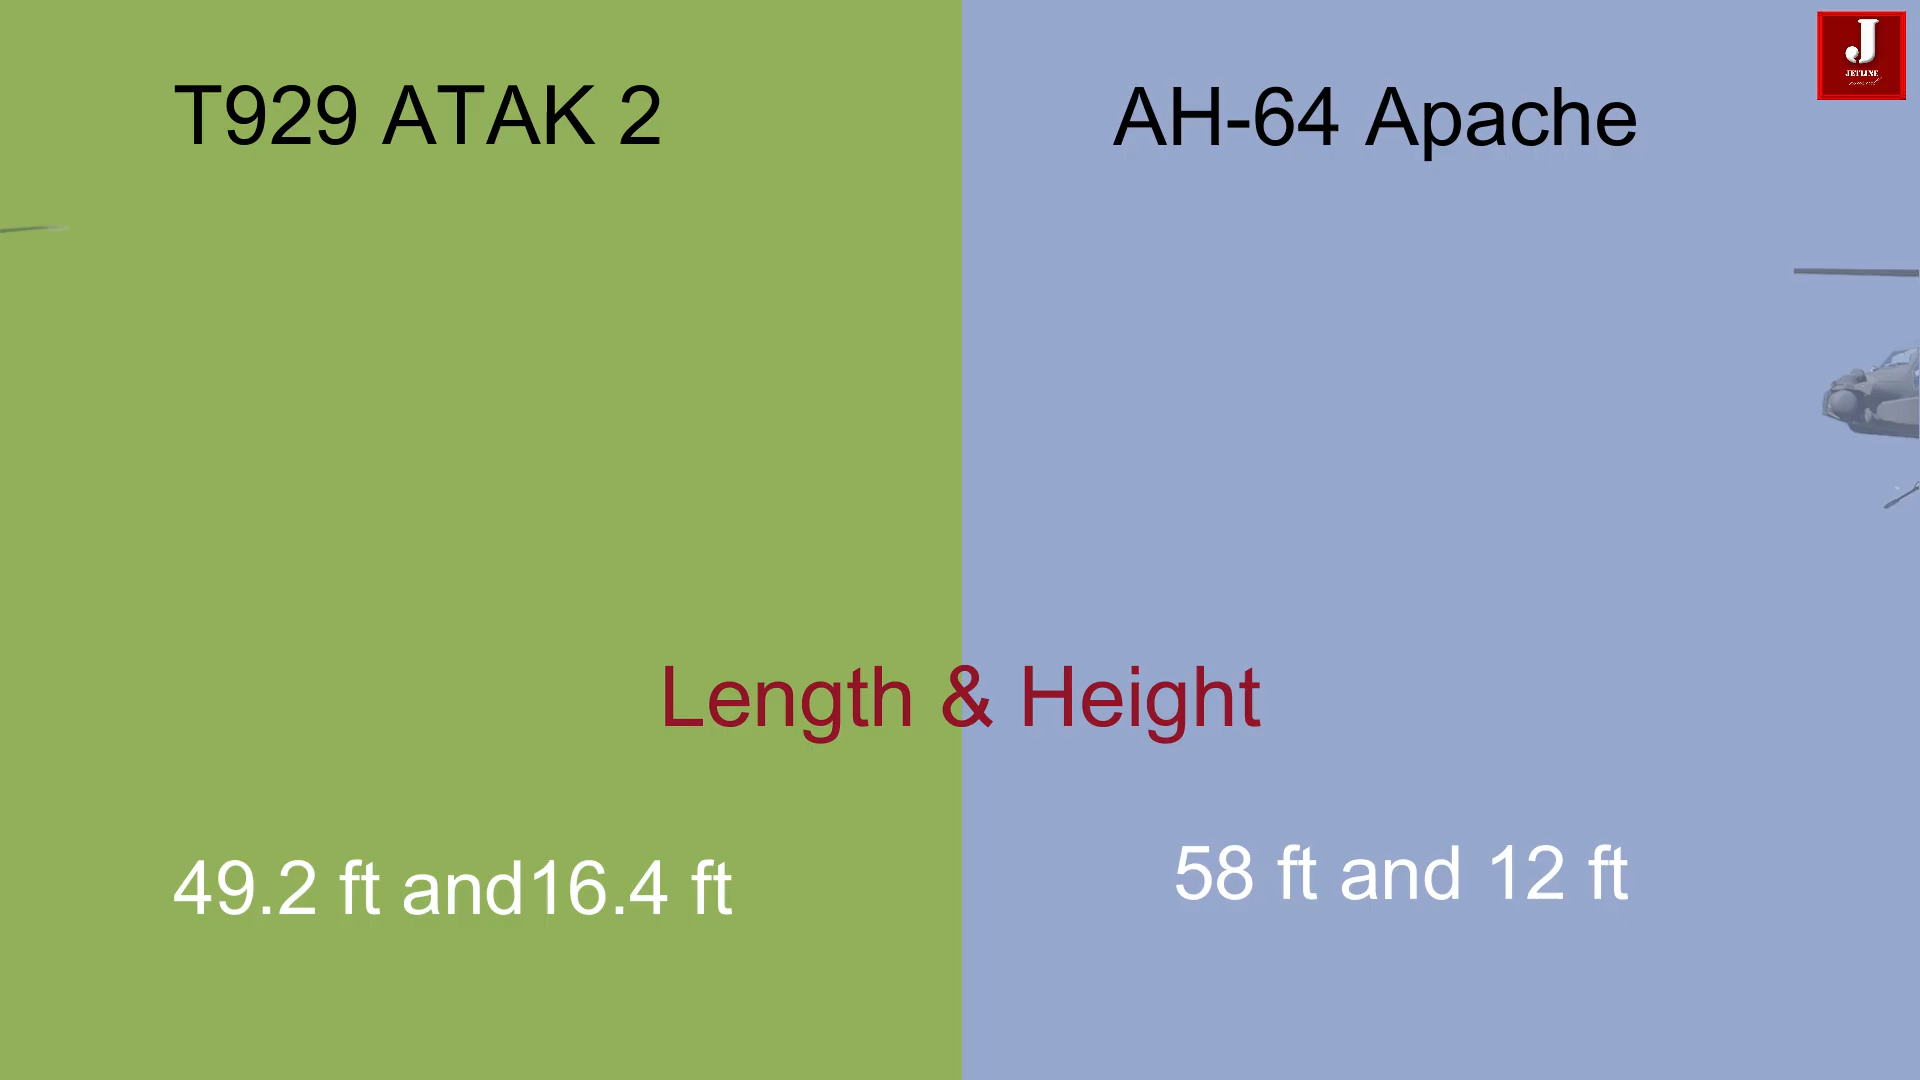 T929 ATAK 2
AH-64 Apache
J
JETLINE
Length & Height
49.2 ft and16.4 ft
58 ft and 12 ft